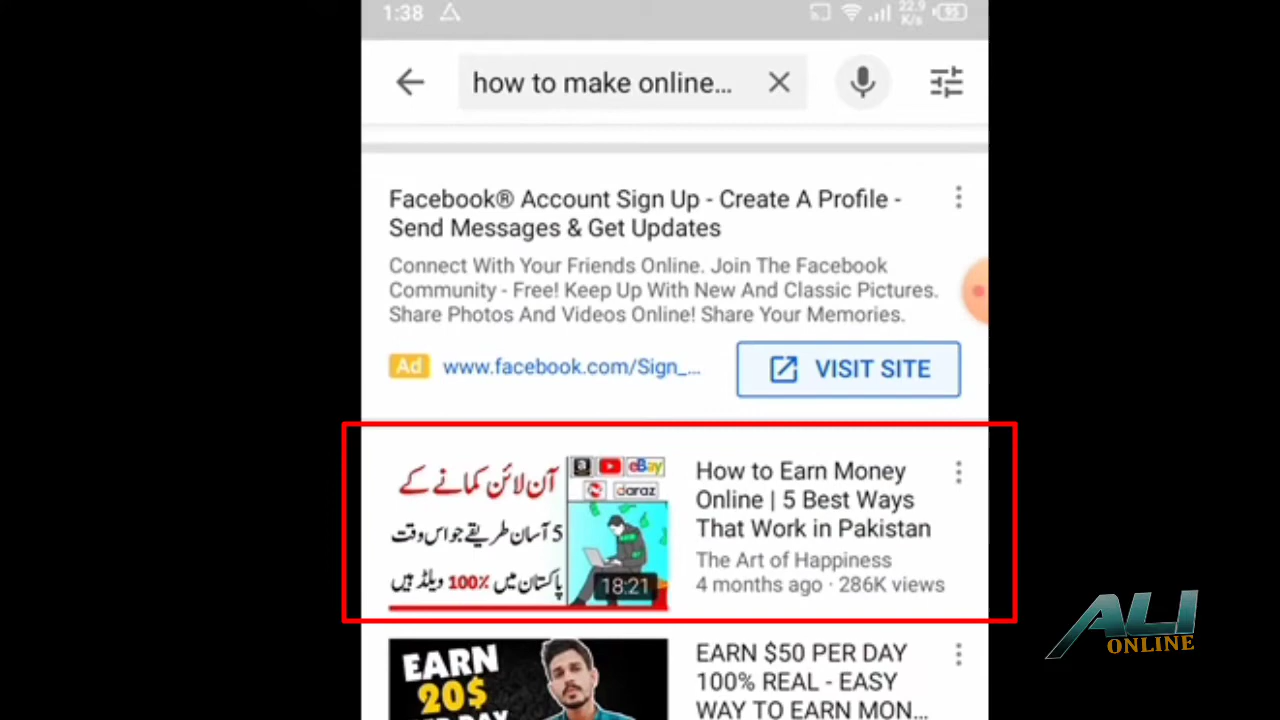 1:38
22.9
K/s
95
how to make online...
Facebook® Account Sign Up - Create A Profile -
Send Messages & Get Updates
Connect With Your Friends Online. Join The Facebook
Community - Free! Keep Up With New And Classic Pictures.
Share Photos And Videos Online! Share Your Memories.
Ad www.facebook.com/Sign_...
VISIT SITE
آن لائن کمانے کے
5 آسان طریقے جو اس وقت
پاکستان میں 100٪ ویلڈ ہیں
ebay
daraz
18:21
How to Earn Money
Online | 5 Best Ways
That Work in Pakistan
The Art of Happiness
4 months ago · 286K views
EARN
20$
PER DAY
EARN $50 PER DAY
100% REAL - EASY
WAY TO EARN MON...
ALI
ONLINE